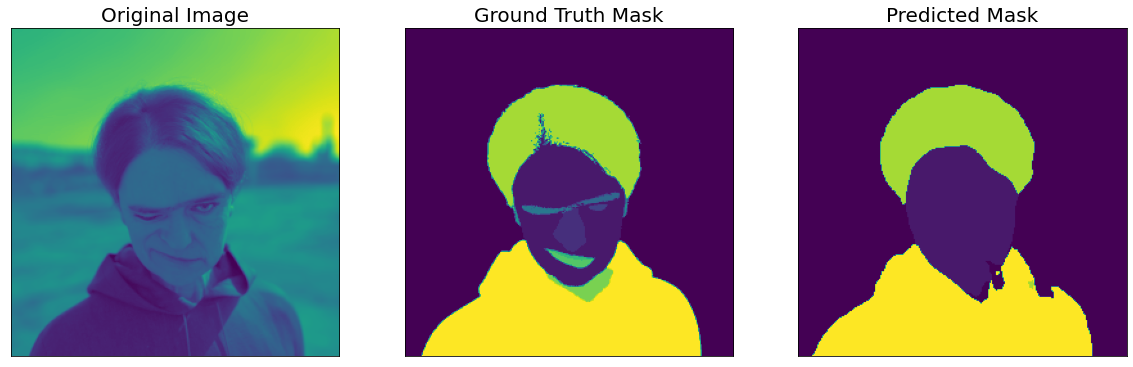 Original Image
Ground Truth Mask
Predicted Mask